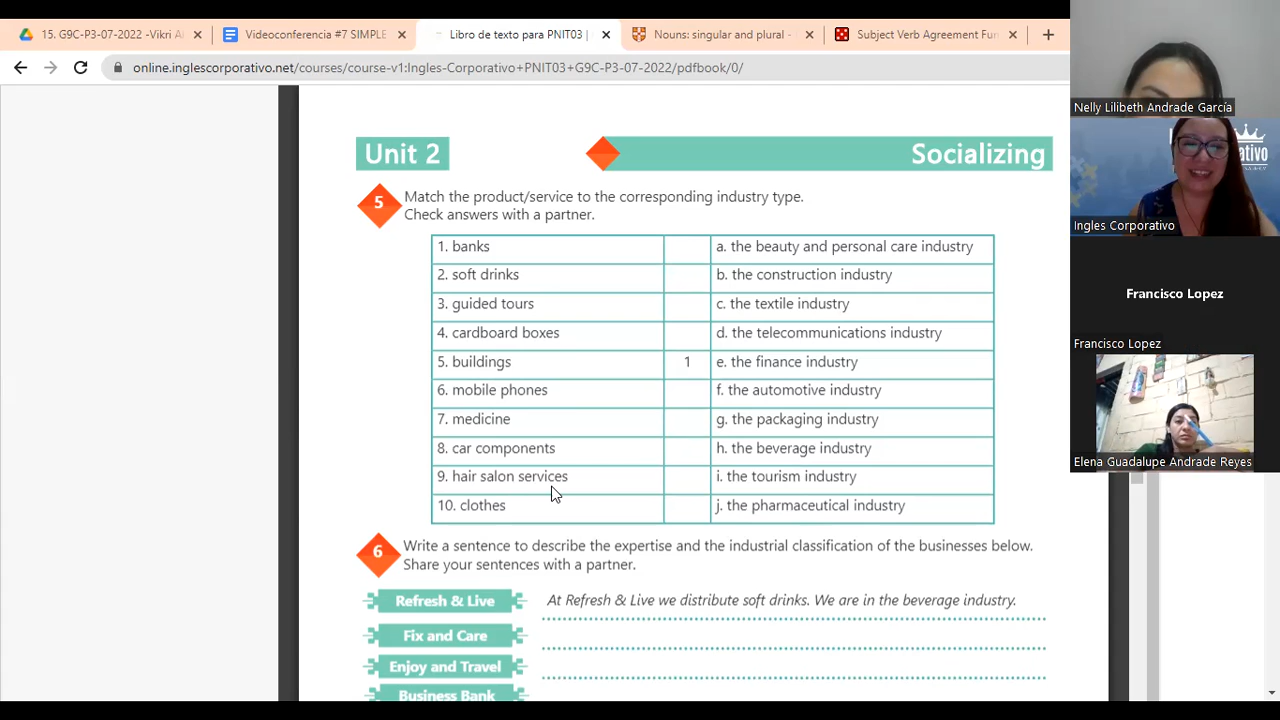 15. G9C-P3-07-2022 -Vikri A
Videoconferencia #7 SIMPLE
Libro de texto para PNIT03 |
Nouns: singular and plural -
Subject Verb Agreement Fun
online.inglescorporativo.net/courses/course-v1:Ingles-Corporativo+PNIT03+G9C-P3-07-2022/pdfbook/0/
Unit 2
Socializing
5
Match the product/service to the corresponding industry type.
Check answers with a partner.
1. banks a. the beauty and personal care industry
2. soft drinks b. the construction industry
3. guided tours c. the textile industry
4. cardboard boxes d. the telecommunications industry
5. buildings 1 e. the finance industry
6. mobile phones f. the automotive industry
7. medicine g. the packaging industry
8. car components h. the beverage industry
9. hair salon services i. the tourism industry
10. clothes j. the pharmaceutical industry
6
Write a sentence to describe the expertise and the industrial classification of the businesses below.
Share your sentences with a partner.
Refresh & Live At Refresh & Live we distribute soft drinks. We are in the beverage industry.
Fix and Care
Enjoy and Travel
Business Bank
Nelly Lilibeth Andrade García
Ingles Corporativo
Francisco Lopez
Francisco Lopez
Elena Guadalupe Andrade Reyes